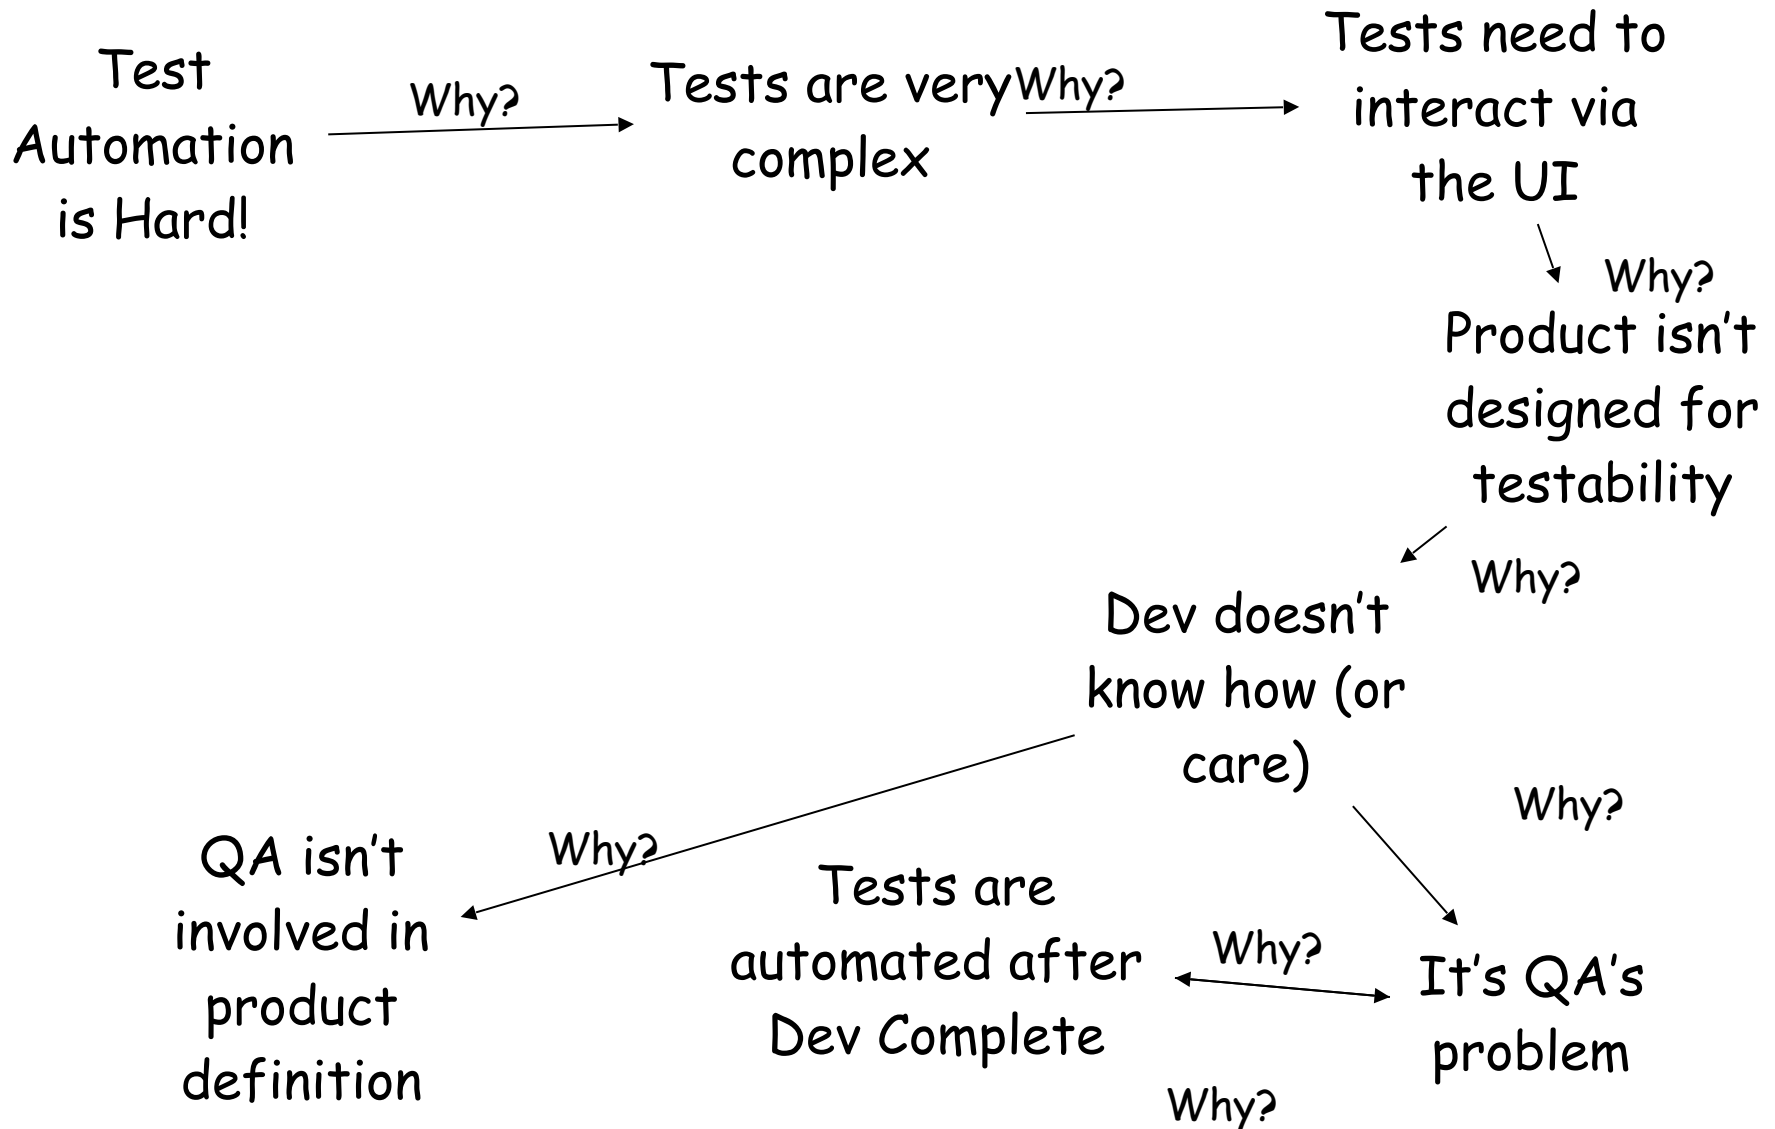 Test
Automation
is Hard!
Why?
Tests are very
complex
Why?
Tests need to
interact via
the UI
Why?
Product isn't
designed for
testability
Why?
Dev doesn't
know how (or
care)
Why?
QA isn't
involved in
product
definition
Why?
It's QA's
problem
Why?
Tests are
automated after
Dev Complete
Why?